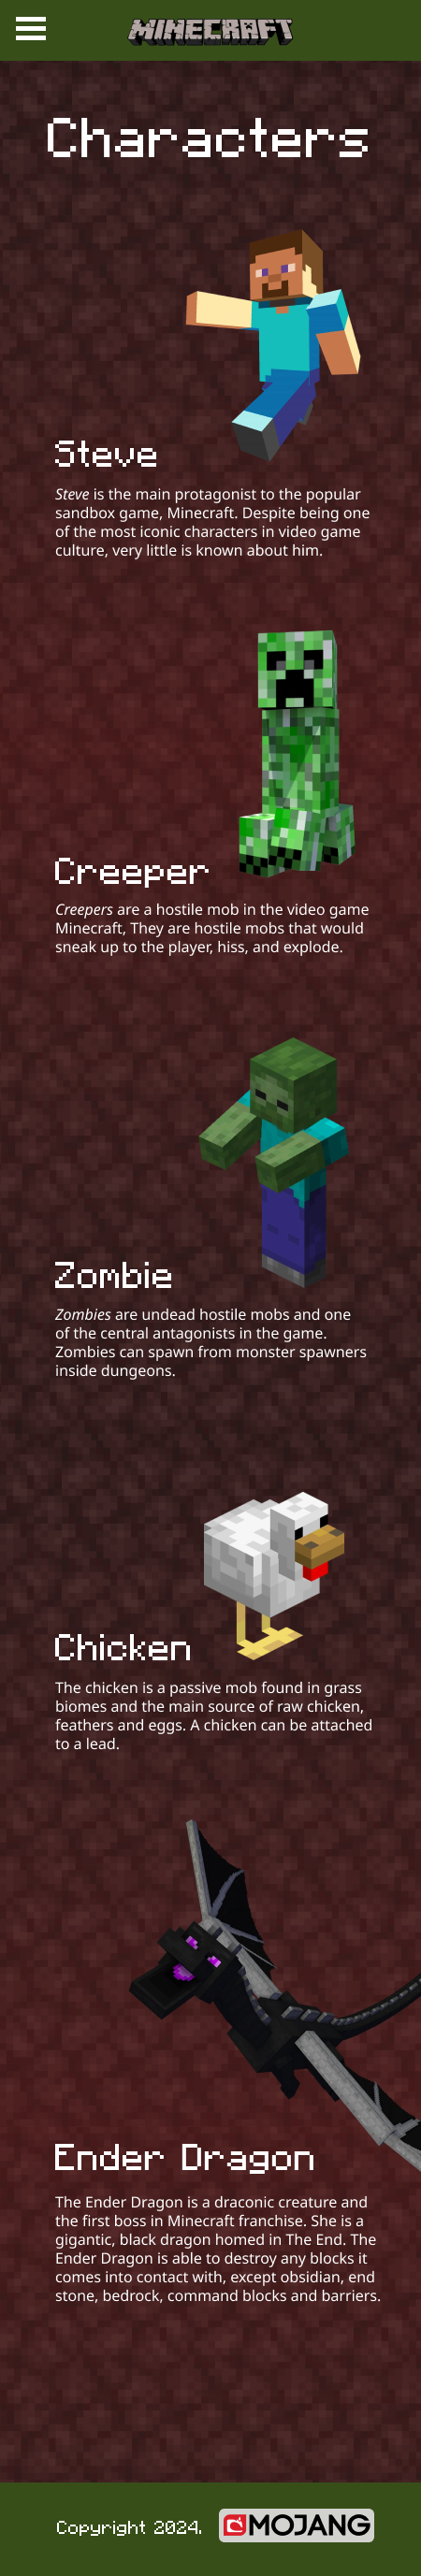 MINECRAFT
Characters
Steve
Steve is the main protagonist to the popular
sandbox game, Minecraft. Despite being one
of the most iconic characters in video game
culture, very little is known about him.
Creeper
Creepers are a hostile mob in the video game
Minecraft, They are hostile mobs that would
sneak up to the player, hiss, and explode.
Zombie
Zombies are undead hostile mobs and one
of the central antagonists in the game.
Zombies can spawn from monster spawners
inside dungeons.
Chicken
The chicken is a passive mob found in grass
biomes and the main source of raw chicken,
feathers and eggs. A chicken can be attached
to a lead.
Ender Dragon
The Ender Dragon is a draconic creature and
the first boss in Minecraft franchise. She is a
gigantic, black dragon homed in The End. The
Ender Dragon is able to destroy any blocks it
comes into contact with, except obsidian, end
stone, bedrock, command blocks and barriers.
Copyright 2024. MOJANG